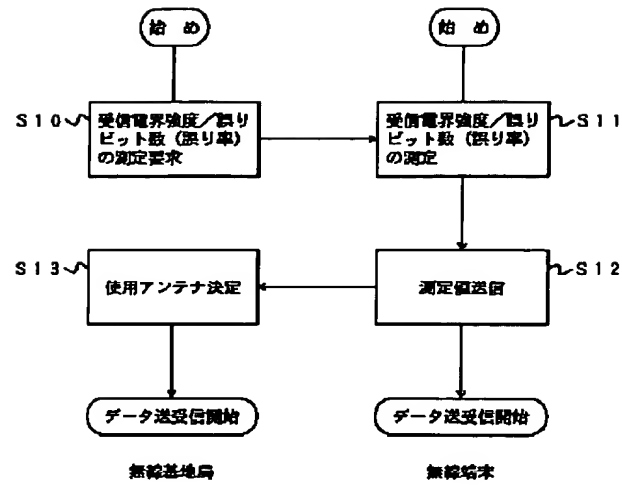 始め
始め
S10
受信電界強度/誤り
ビット数(誤り率)
の測定要求
受信電界強度/誤り
ビット数(誤り率)
の測定
S11
S13
使用アンテナ決定
測定値送信
S12
データ送受信開始
データ送受信開始
無線基地局
無線端末